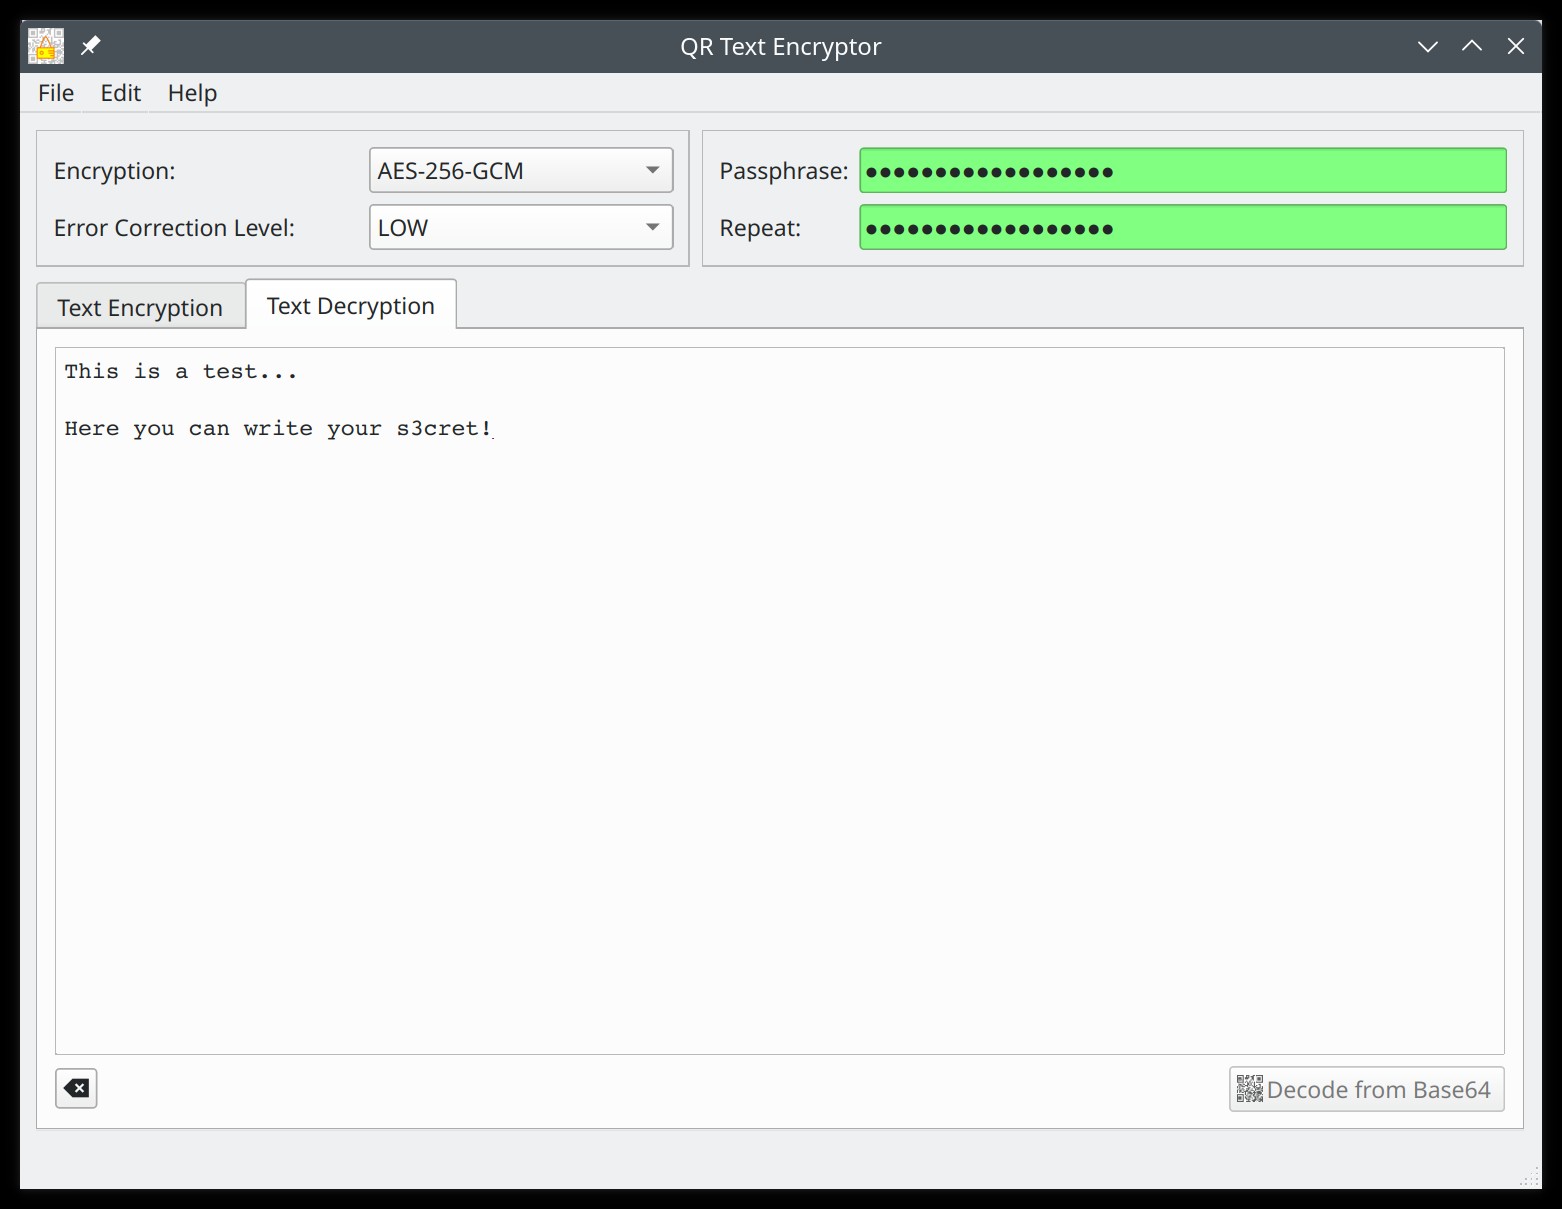 QR Text Encryptor
File Edit Help
Encryption: AES-256-GCM
Error Correction Level: LOW
Passphrase: ●●●●●●●●●●●●●●●●●●
Repeat: ●●●●●●●●●●●●●●●●●●
Text Encryption Text Decryption
This is a test...
Here you can write your s3cret!
Decode from Base64